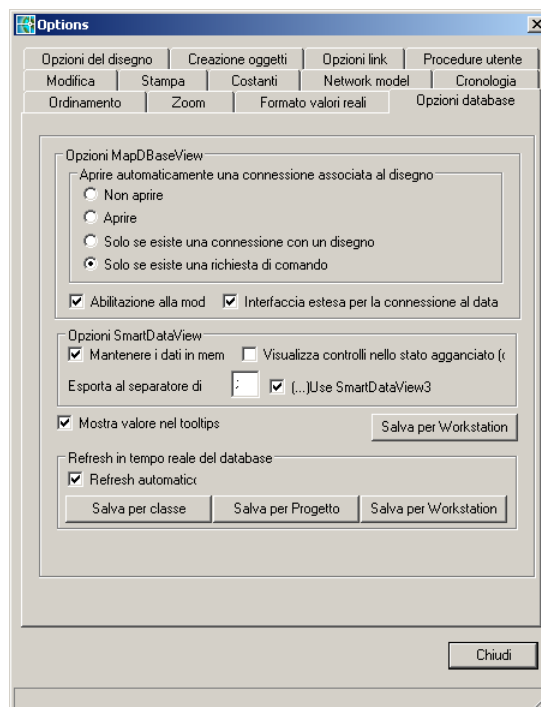 Options
Opzioni del disegno Creazione oggetti Opzioni link Procedure utente
Modifica Stampa Costanti Network model Cronologia
Ordinamento Zoom Formato valori reali Opzioni database
Opzioni MapDBaseView
Aprire automaticamente una connessione associata al disegno
Non aprire
Aprire
Solo se esiste una connessione con un disegno
Solo se esiste una richiesta di comando
Abilitazione alla mod Interfaccia estesa per la connessione al data
Opzioni SmartDataView
Mantenere i dati in mem Visualizza controlli nello stato agganciato (
Esporta al separatore di ; (...)Use SmartDataView3
Mostra valore nel tooltips
Salva per Workstation
Refresh in tempo reale del database
Refresh automatic
Salva per classe Salva per Progetto Salva per Workstation
Chiudi